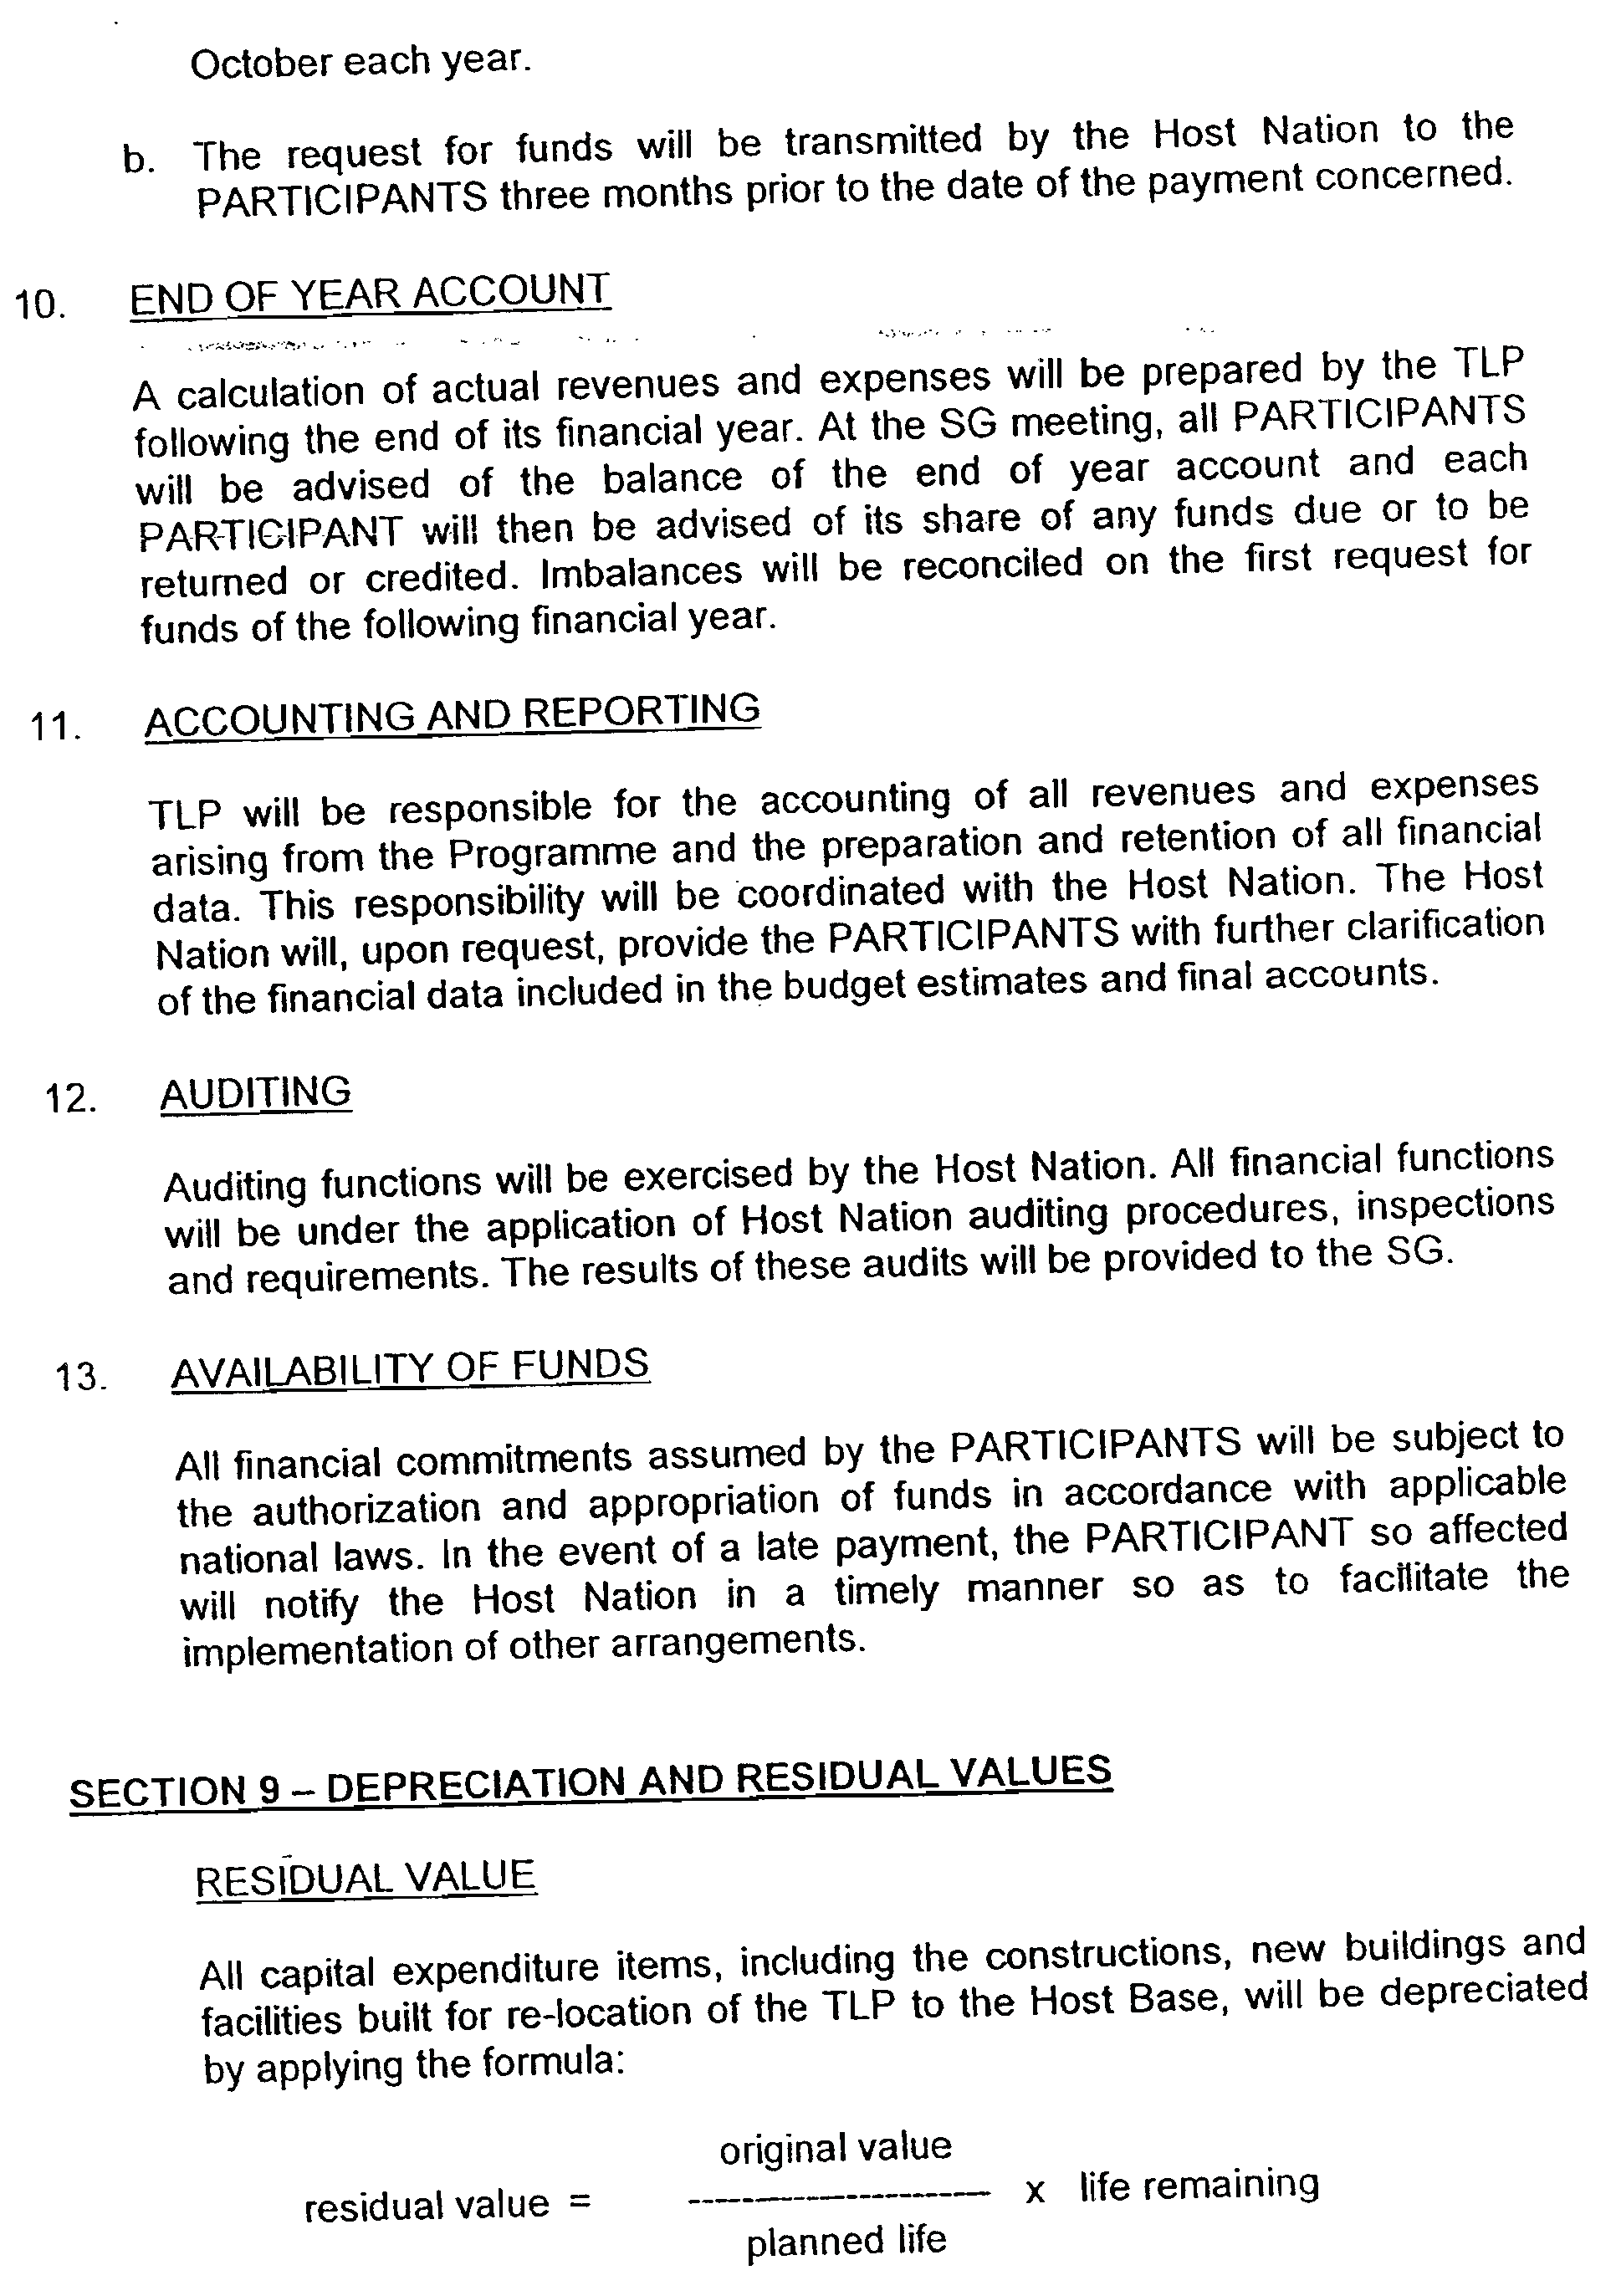 October each year.
b. The request for funds will be transmitted by the Host Nation to the
PARTICIPANTS three months prior to the date of the payment concerned.
10. END OF YEAR ACCOUNT
A calculation of actual revenues and expenses will be prepared by the TLP
following the end of its financial year. At the SG meeting, all PARTICIPANTS
will be advised of the balance of the end of year account and each
PARTICIPANT will then be advised of its share of any funds due or to be
returned or credited. Imbalances will be reconciled on the first request for
funds of the following financial year.
11. ACCOUNTING AND REPORTING
TLP will be responsible for the accounting of all revenues and expenses
arising from the Programme and the preparation and retention of all financial
data. This responsibility will be coordinated with the Host Nation. The Host
Nation will, upon request, provide the PARTICIPANTS with further clarification
of the financial data included in the budget estimates and final accounts.
12. AUDITING
Auditing functions will be exercised by the Host Nation. All financial functions
will be under the application of Host Nation auditing procedures, inspections
and requirements. The results of these audits will be provided to the SG.
13. AVAILABILITY OF FUNDS
All financial commitments assumed by the PARTICIPANTS will be subject to
the authorization and appropriation of funds in accordance with applicable
national laws. In the event of a late payment, the PARTICIPANT so affected
will notify the Host Nation in a timely manner so as to facilitate the
implementation of other arrangements.
SECTION 9 – DEPRECIATION AND RESIDUAL VALUES
RESIDUAL VALUE
All capital expenditure items, including the constructions, new buildings and
facilities built for re-location of the TLP to the Host Base, will be depreciated
by applying the formula:
original value
residual value = ---------------------- x life remaining
planned life